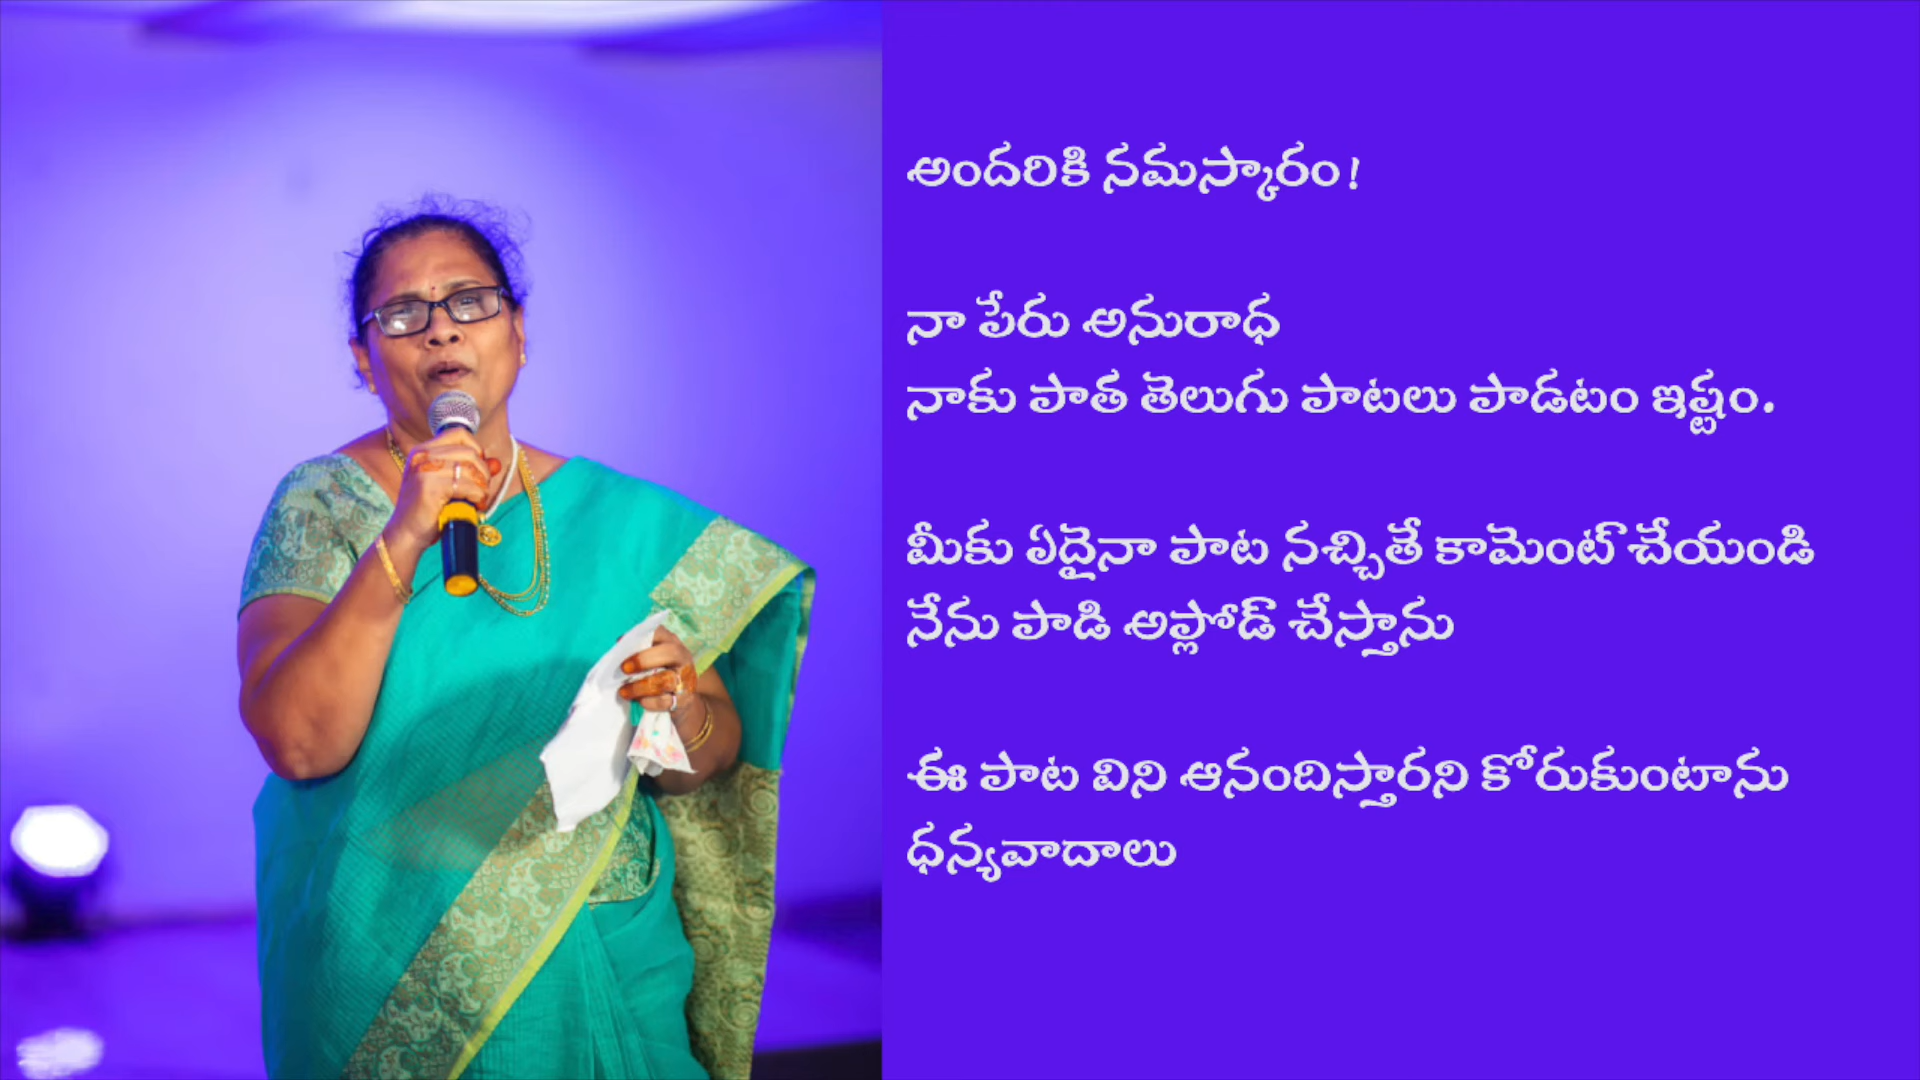 అందరికి నమస్కారం!
నా పేరు అనురాధ
నాకు పాత తెలుగు పాటలు పాడటం ఇష్టం.
మీకు ఏదైనా పాట నచ్చితే కామెంట్ చేయండి
నేను పాడి అప్లోడ్ చేస్తాను
ఈ పాట విని ఆనందిస్తారని కోరుకుంటాను
ధన్యవాదాలు